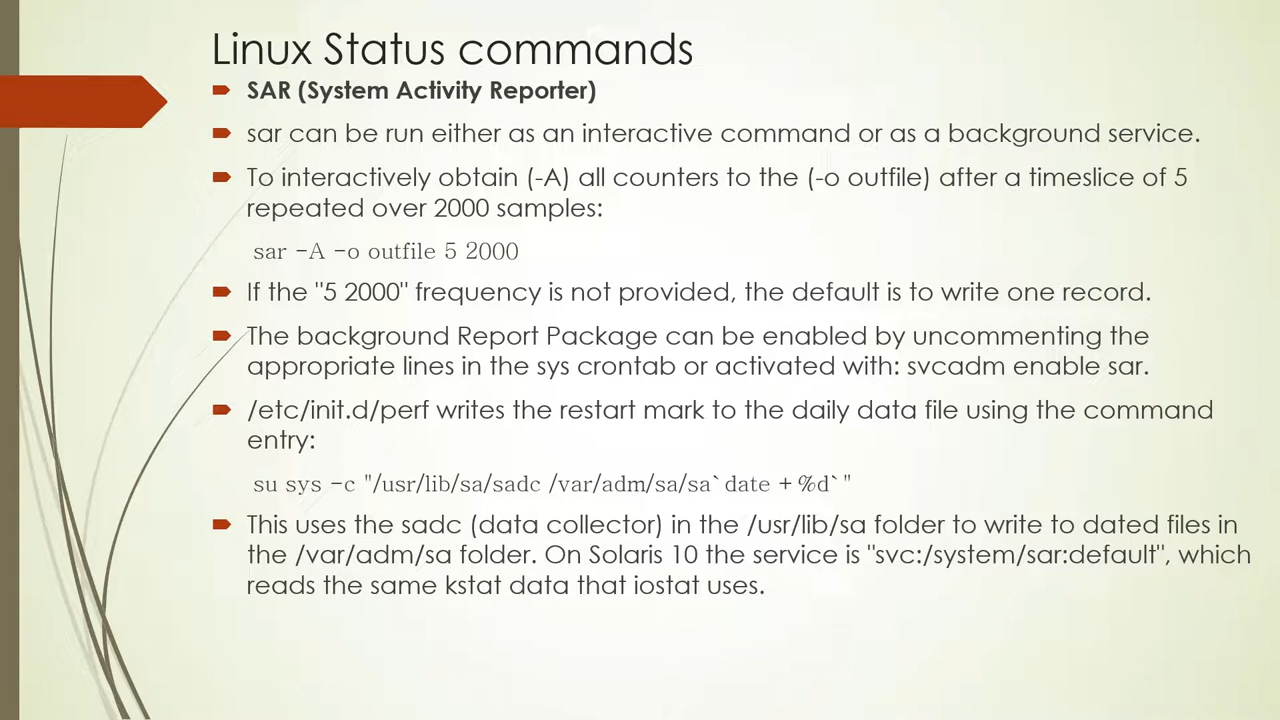 Linux Status commands
SAR (System Activity Reporter)
sar can be run either as an interactive command or as a background service.
To interactively obtain (-A) all counters to the (-o outfile) after a timeslice of 5
repeated over 2000 samples:
sar -A -o outfile 5 2000
If the "5 2000" frequency is not provided, the default is to write one record.
The background Report Package can be enabled by uncommenting the
appropriate lines in the sys crontab or activated with: svcadm enable sar.
/etc/init.d/perf writes the restart mark to the daily data file using the command
entry:
su sys -c "/usr/lib/sa/sadc /var/adm/sa/sa`date +%d`"
This uses the sadc (data collector) in the /usr/lib/sa folder to write to dated files in
the /var/adm/sa folder. On Solaris 10 the service is "svc:/system/sar:default", which
reads the same kstat data that iostat uses.